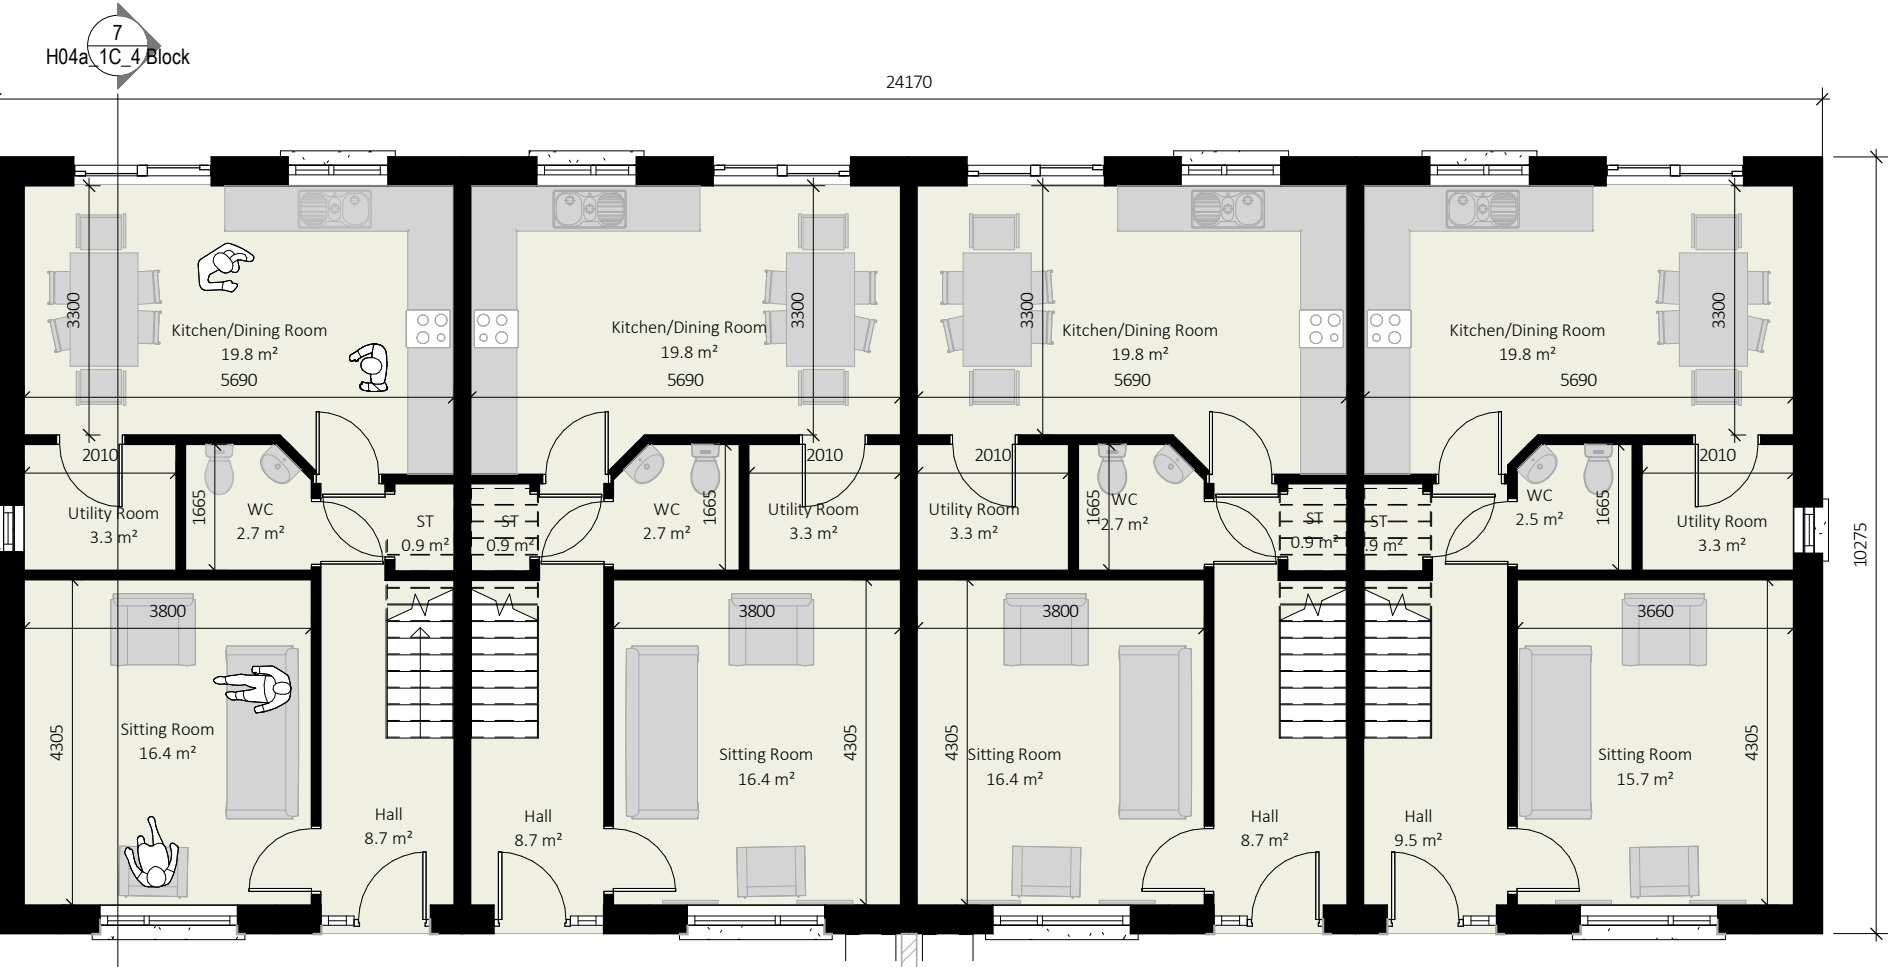 7
H04a_1C_4 Block
24170
10275
3300
Kitchen/Dining Room
19.8 m²
5690
Kitchen/Dining Room
19.8 m²
5690
3300
3300
Kitchen/Dining Room
19.8 m²
5690
Kitchen/Dining Room
19.8 m²
5690
3300
2010
Utility Room
3.3 m²
1665
WC
2.7 m²
ST
0.9 m²
ST
0.9 m²
WC
2.7 m²
1665
2010
Utility Room
3.3 m²
2010
Utility Room
3.3 m²
1665
WC
2.7 m²
ST
0.9 m²
ST
.9 m²
WC
2.5 m²
1665
2010
Utility Room
3.3 m²
3800
4305
Sitting Room
16.4 m²
Hall
8.7 m²
Hall
8.7 m²
3800
Sitting Room
16.4 m²
4305
3800
4305
Sitting Room
16.4 m²
Hall
8.7 m²
Hall
9.5 m²
3660
Sitting Room
15.7 m²
4305